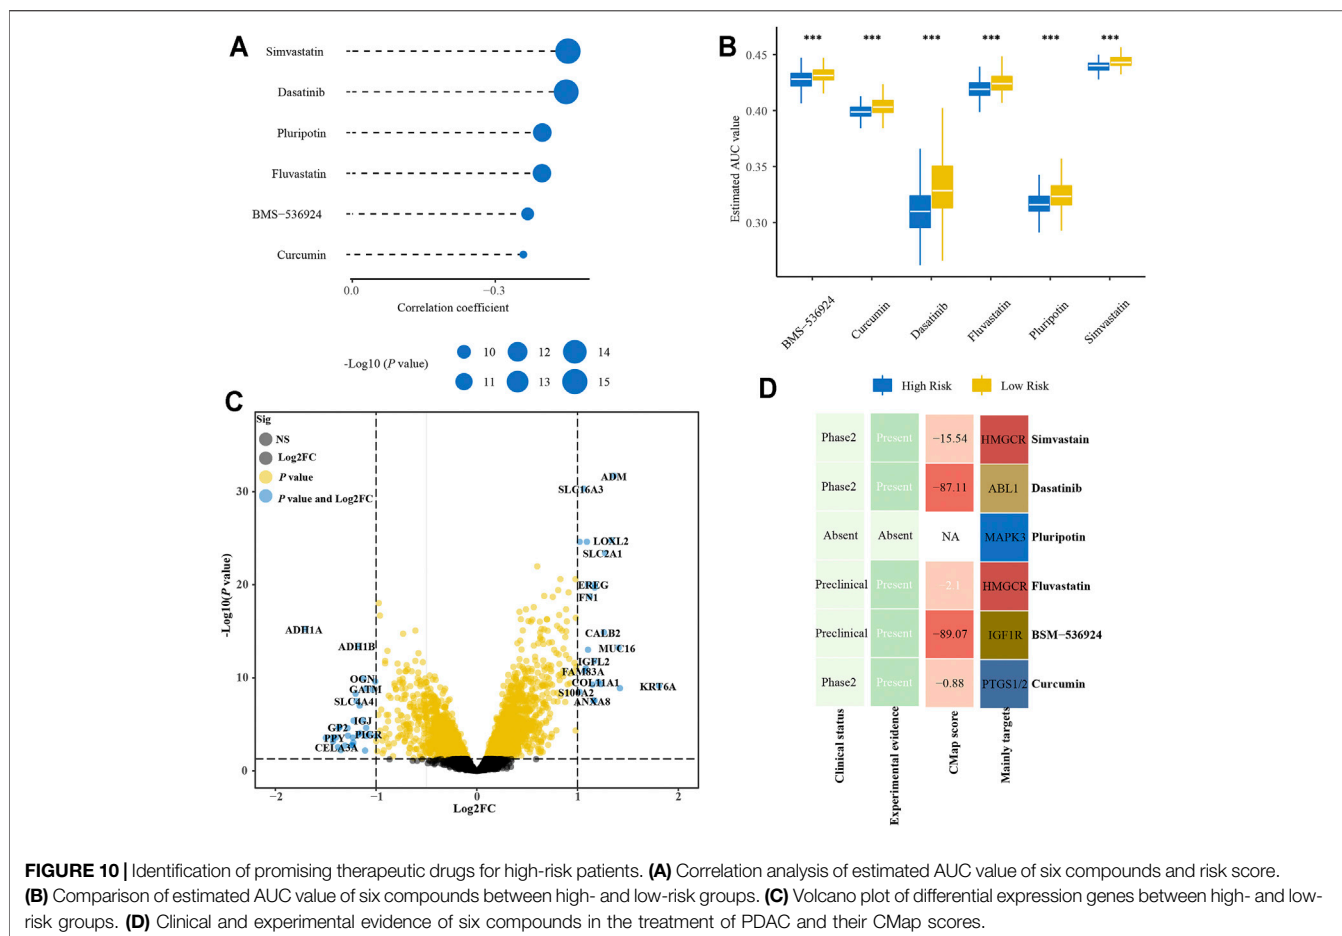 A
Simvastatin
Dasatinib
Pluripotin
Fluvastatin
BMS−536924
Curcumin
0.0
−0.3
Correlation coefficient
-Log10 (P value)
10
12
14
11
13
15
B
***
***
***
***
***
***
0.45
0.40
0.35
0.30
Estimated AUC value
BMS−536924
Curcumin
Dasatinib
Fluvastatin
Pluripotin
Simvastatin
High Risk
Low Risk
C
Sig
NS
Log2FC
P value
P value and Log2FC
30
20
10
0
-Log10(P value)
ADM
SLC16A3
LOXL2
SLC2A1
EREG
FN1
CALB2
MUC16
IGFL2
FAM83A
COL11A1
KRT6A
S100A2
ANXA8
ADH1A
ADH1B
OGN
GATM
SLC4A4
IGJ
GP2
PIGR
PPY
CELA3A
−2
−1
0
1
2
Log2FC
D
Phase2 Present −15.54 HMGCR Simvastain
Phase2 Present −87.11 ABL1 Dasatinib
Absent Absent NA MAPK3 Pluripotin
Preclinical Present −2.1 HMGCR Fluvastatin
Preclinical Present −89.07 IGF1R BSM−536924
Phase2 Present −0.88 PTGS1/2 Curcumin
Clinical status
Experimental evidence
CMap score
Mainly targets
FIGURE 10 | Identification of promising therapeutic drugs for high-risk patients. (A) Correlation analysis of estimated AUC value of six compounds and risk score.
(B) Comparison of estimated AUC value of six compounds between high- and low-risk groups. (C) Volcano plot of differential expression genes between high- and low-
risk groups. (D) Clinical and experimental evidence of six compounds in the treatment of PDAC and their CMap scores.